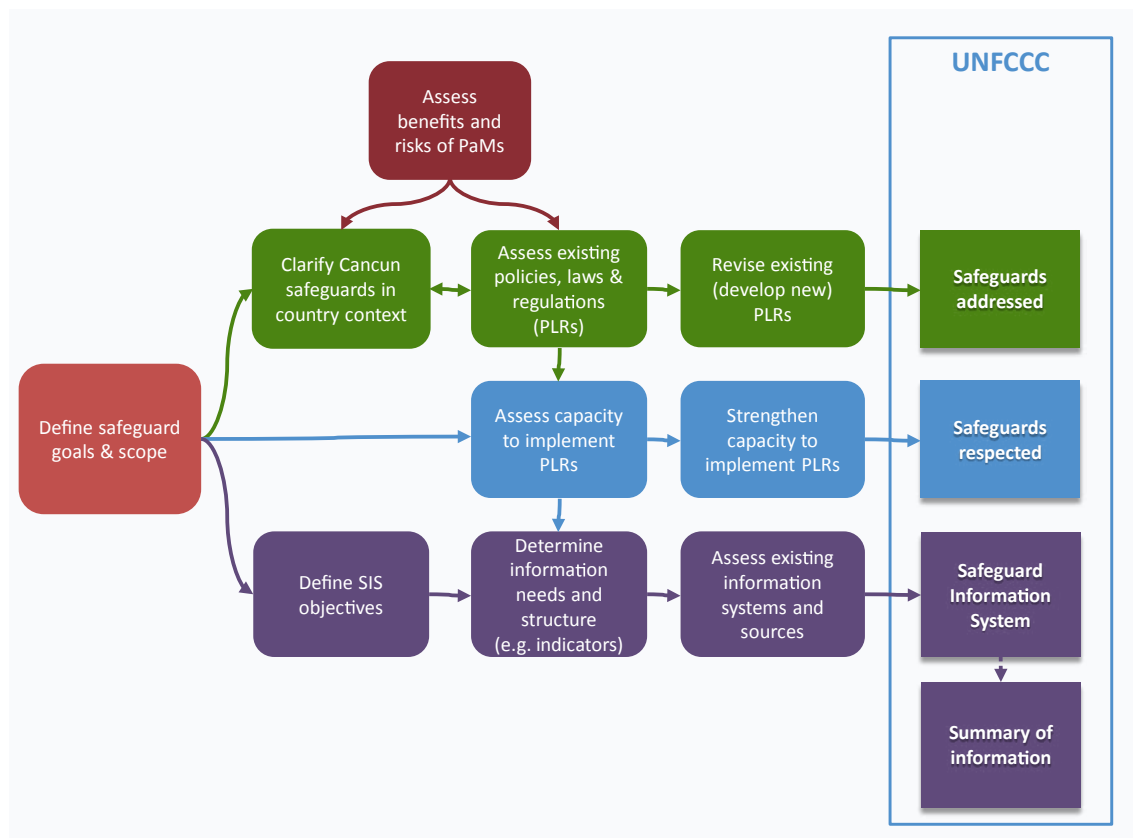 UNFCCC
Assess
benefits and
risks of PaMs
Clarify Cancun
safeguards in
country context
Assess existing
policies, laws &
regulations
(PLRs)
Revise existing
(develop new)
PLRs
Safeguards
addressed
Define safeguard
goals & scope
Assess capacity
to implement
PLRs
Strengthen
capacity to
implement PLRs
Safeguards
respected
Define SIS
objectives
Determine
information
needs and
structure
(e.g. indicators)
Assess existing
information
systems and
sources
Safeguard
Information
System
Summary of
information